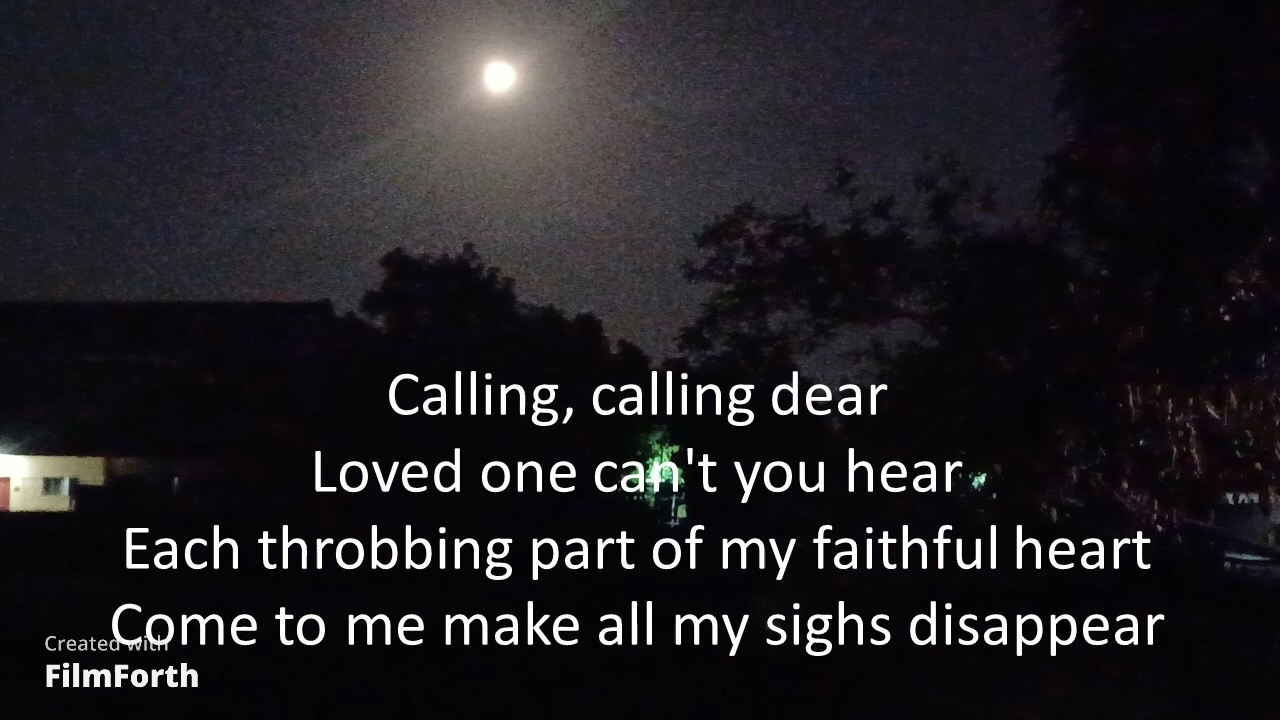 Calling, calling dear
Loved one can't you hear
Each throbbing part of my faithful heart
Come to me make all my sighs disappear
Created with
FilmForth